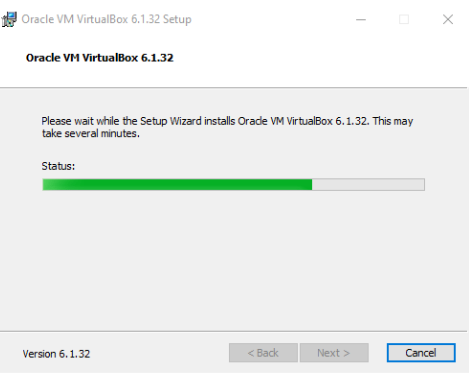 Oracle VM VirtualBox 6.1.32 Setup
Oracle VM VirtualBox 6.1.32
Please wait while the Setup Wizard installs Oracle VM VirtualBox 6.1.32. This may
take several minutes.
Status:
Version 6.1.32
< Back
Next >
Cancel